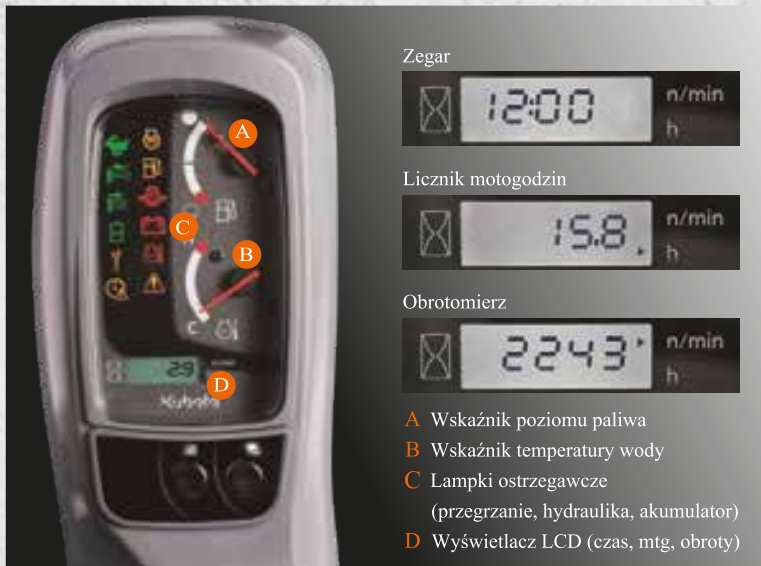 Zegar
12:00
n/min
h
Licznik motogodzin
15.8
n/min
h
Obrotomierz
2243
n/min
h
A
B
C
C
D
Kubota
A Wskaźnik poziomu paliwa
B Wskaźnik temperatury wody
C Lampki ostrzegawcze
(przegrzanie, hydraulika, akumulator)
D Wyświetlacz LCD (czas, mtg, obroty)